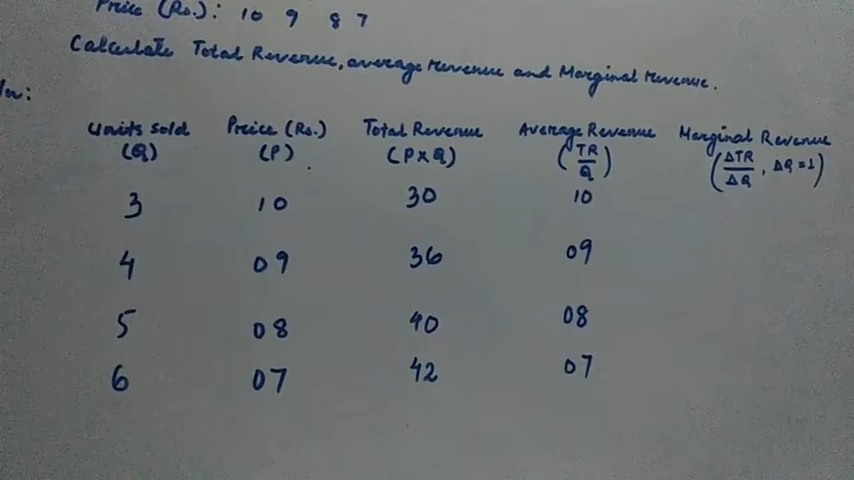 Price (Rs.): 10 9 8 7
Calculate Total Revenue, average revenue and Marginal revenue.
Units Sold (Q) Price (Rs.) (P) Total Revenue (P×Q) Average Revenue (TR/Q) Marginal Revenue (ΔTR/ΔQ, ΔQ=1)
3 10 30 10
4 09 36 09
5 08 40 08
6 07 42 07